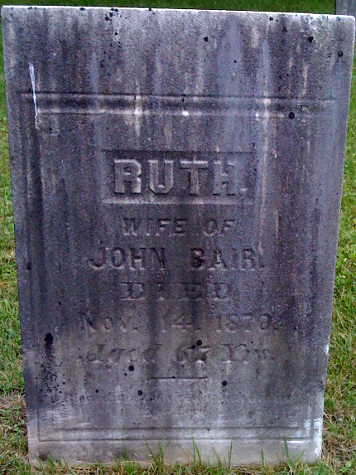 RUTH.
WIFE OF
JOHN BAIR.
DIED
Nov. 14, 1870.
Aged 67 Yrs.